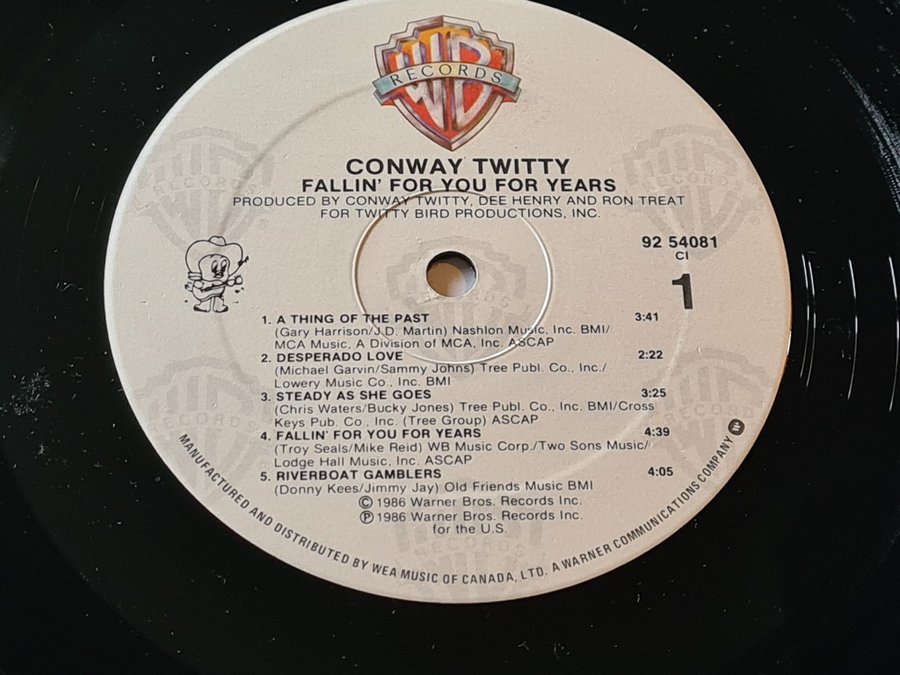 WB
RECORDS
CONWAY TWITTY
FALLIN' FOR YOU FOR YEARS
PRODUCED BY CONWAY TWITTY, DEE HENRY AND RON TREAT
FOR TWITTY BIRD PRODUCTIONS, INC.
92 54081
CI
1
1. A THING OF THE PAST 3:41
(Gary Harrison/J.D. Martin) Nashlon Music, Inc. BMI/
MCA Music, A Division of MCA, Inc. ASCAP
2. DESPERADO LOVE 2:22
(Michael Garvin/Sammy Johns) Tree Publ. Co., Inc./
Lowery Music Co., Inc. BMI
3. STEADY AS SHE GOES 3:25
(Chris Waters/Bucky Jones) Tree Publ. Co., Inc. BMI/Cross
Keys Pub. Co., Inc. (Tree Group) ASCAP
4. FALLIN' FOR YOU FOR YEARS 4:39
(Troy Seals/Mike Reid) WB Music Corp./Two Sons Music/
Lodge Hall Music, Inc. ASCAP
5. RIVERBOAT GAMBLERS 4:05
(Donny Kees/Jimmy Jay) Old Friends Music BMI
© 1986 Warner Bros. Records Inc.
℗ 1986 Warner Bros. Records Inc.
for the U.S.
MANUFACTURED AND DISTRIBUTED BY WEA MUSIC OF CANADA, LTD. A WARNER COMMUNICATIONS COMPANY